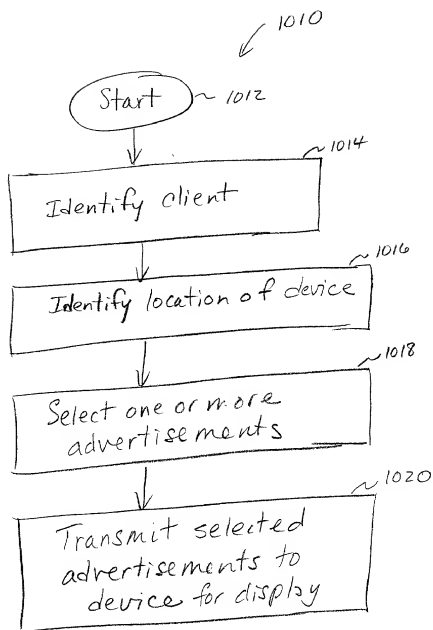 1010
Start 1012
1014
Identify client
1016
Identify location of device
1018
Select one or more
advertisements
1020
Transmit selected
advertisements to
device for display